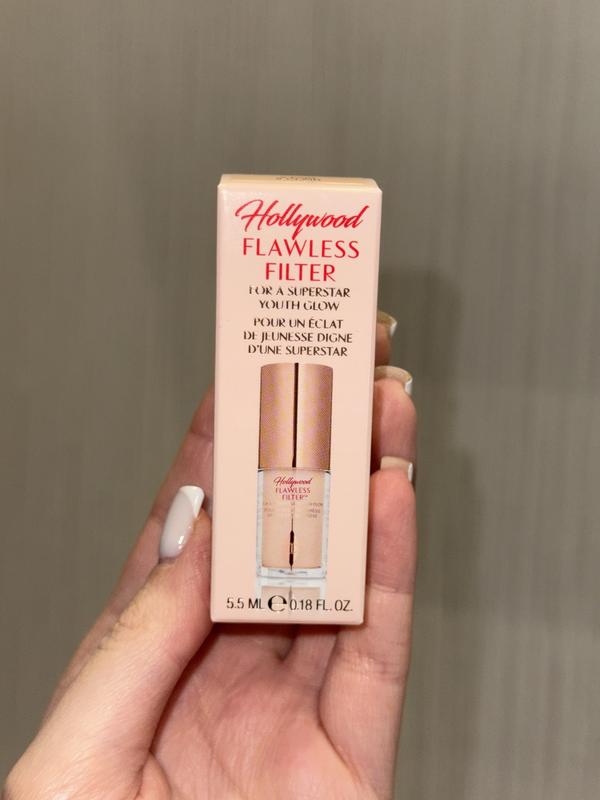 Hollywood
FLAWLESS
FILTER
FOR A SUPERSTAR
YOUTH GLOW
POUR UN ÉCLAT
DE JEUNESSE DIGNE
D'UNE SUPERSTAR
Hollywood
FLAWLESS
FILTER™
5.5 ML ℮ 0.18 FL. OZ.